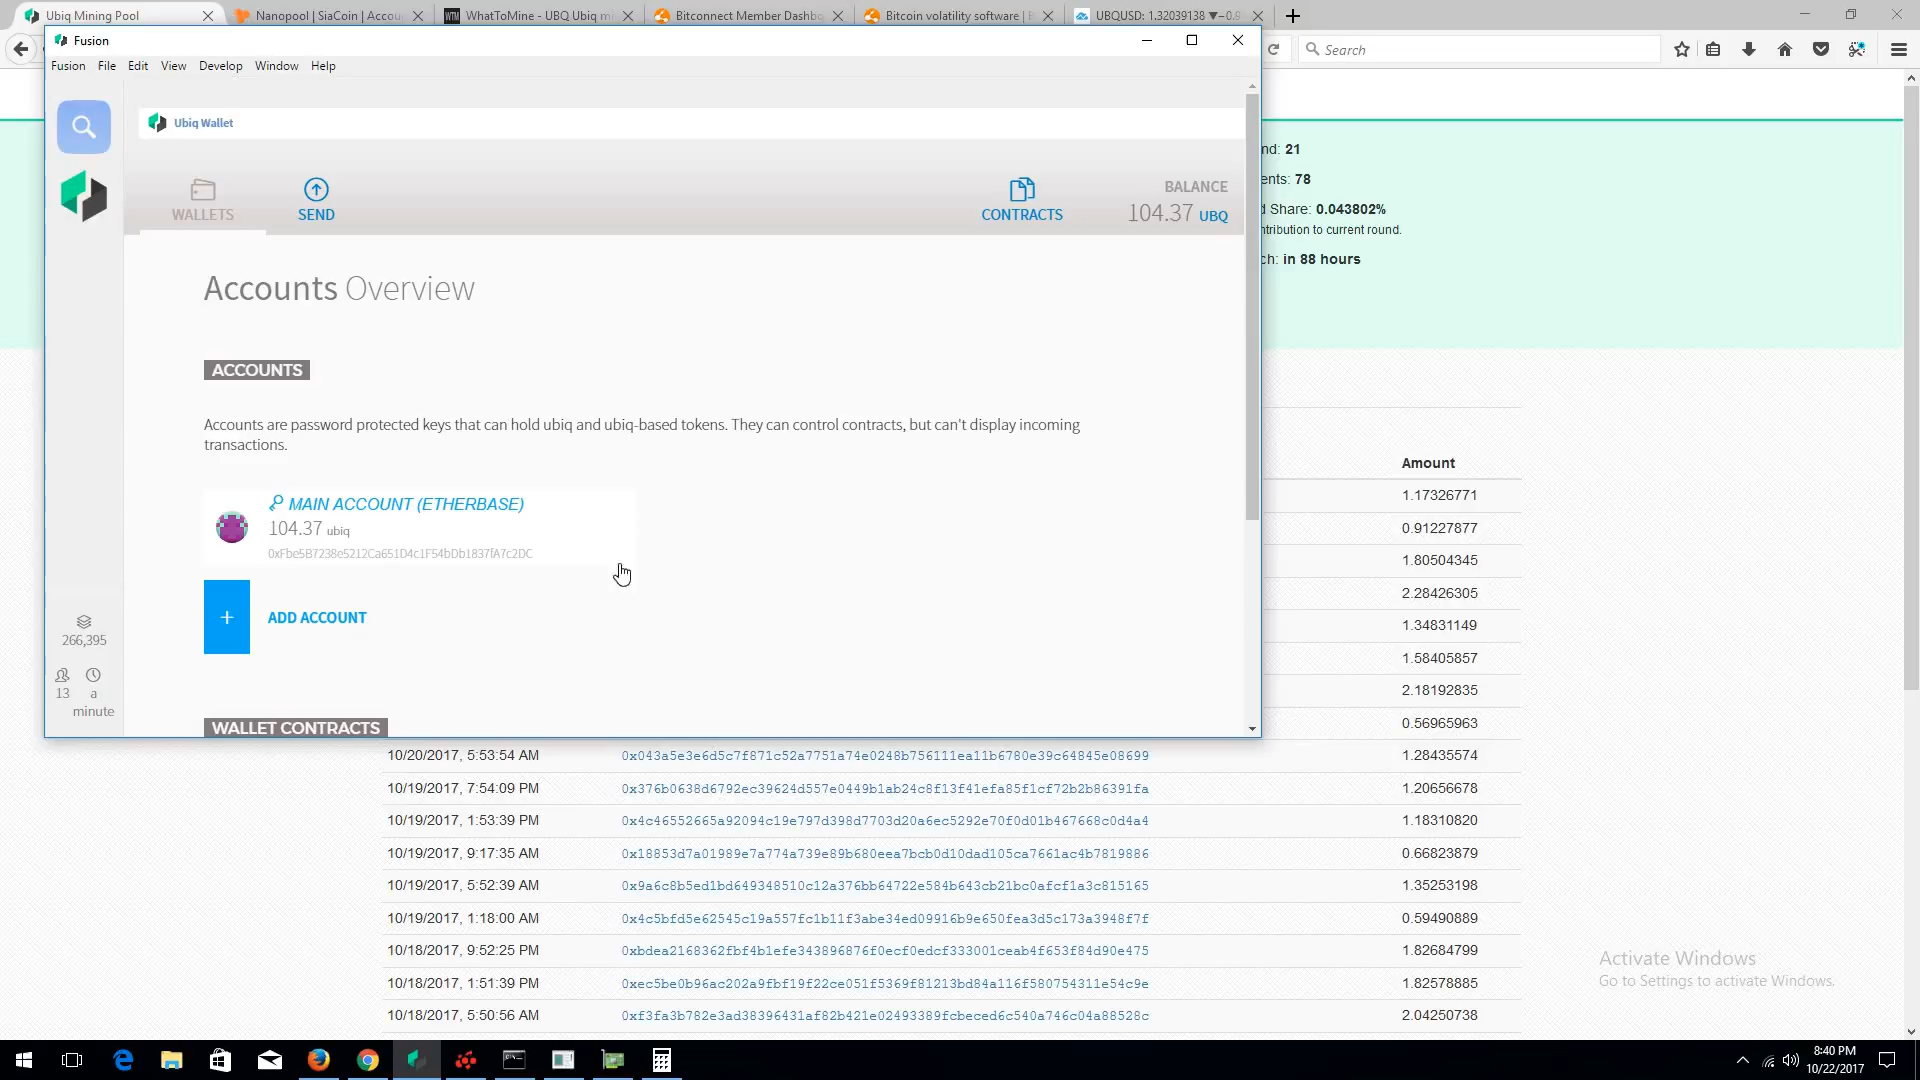 Ubiq Mining Pool
Nanopool | SiaCoin | Accou
WhatToMine - UBQ Ubiq mi
Bitconnect Member Dashb
Bitcoin volatility software |
UBQUSD: 1.32039138 ▼−0.9
Fusion
Search
Fusion File Edit View Develop Window Help
Ubiq Wallet
WALLETS
SEND
CONTRACTS
BALANCE
104.37 UBQ
nd: 21
ents: 78
d Share: 0.043802%
ntribution to current round.
ch: in 88 hours
Accounts Overview
ACCOUNTS
Accounts are password protected keys that can hold ubiq and ubiq-based tokens. They can control contracts, but can't display incoming
transactions.
MAIN ACCOUNT (ETHERBASE)
104.37 ubiq
0xFbe5B7238e5212Ca651D4c1F54bDb1837fA7c2DC
ADD ACCOUNT
266,395
13
a
minute
WALLET CONTRACTS
Amount
1.17326771
0.91227877
1.80504345
2.28426305
1.34831149
1.58405857
2.18192835
0.56965963
10/20/2017, 5:53:54 AM 0x043a5e3e6d5c7f871c52a7751a74e0248b756111ea11b6780e39c64845e08699 1.28435574
10/19/2017, 7:54:09 PM 0x376b0638d6792ec39624d557e0449b1ab24c8f13f41efa85f1cf72b2b86391fa 1.20656678
10/19/2017, 1:53:39 PM 0x4c46552665a92094c19e797d398d7703d20a6ec5292e70f0d01b467668c0d4a4 1.18310820
10/19/2017, 9:17:35 AM 0x18853d7a01989e7a774a739e89b680eea7bcb0d10dad105ca7661ac4b7819886 0.66823879
10/19/2017, 5:52:39 AM 0x9a6c8b5ed1bd649348510c12a376bb64722e584b643cb21bc0afcf1a3c815165 1.35253198
10/19/2017, 1:18:00 AM 0x4c5bfd5e62545c19a557fc1b11f3abe34ed09916b9e650fea3d5c173a3948f7f 0.59490889
10/18/2017, 9:52:25 PM 0xbdea2168362fbf4b1efe343896876f0ecf0edcf333001ceab4f653f84d90e475 1.82684799
10/18/2017, 1:51:39 PM 0xec5be0b96ac202a9fbf19f22ce051f5369f81213bd84a116f580754311e54c9e 1.82578885
10/18/2017, 5:50:56 AM 0xf3fa3b782e3ad38396431af82b421e02493389fcbeced6c540a746c04a88528c 2.04250738
Activate Windows
Go to Settings to activate Windows.
8:40 PM
10/22/2017